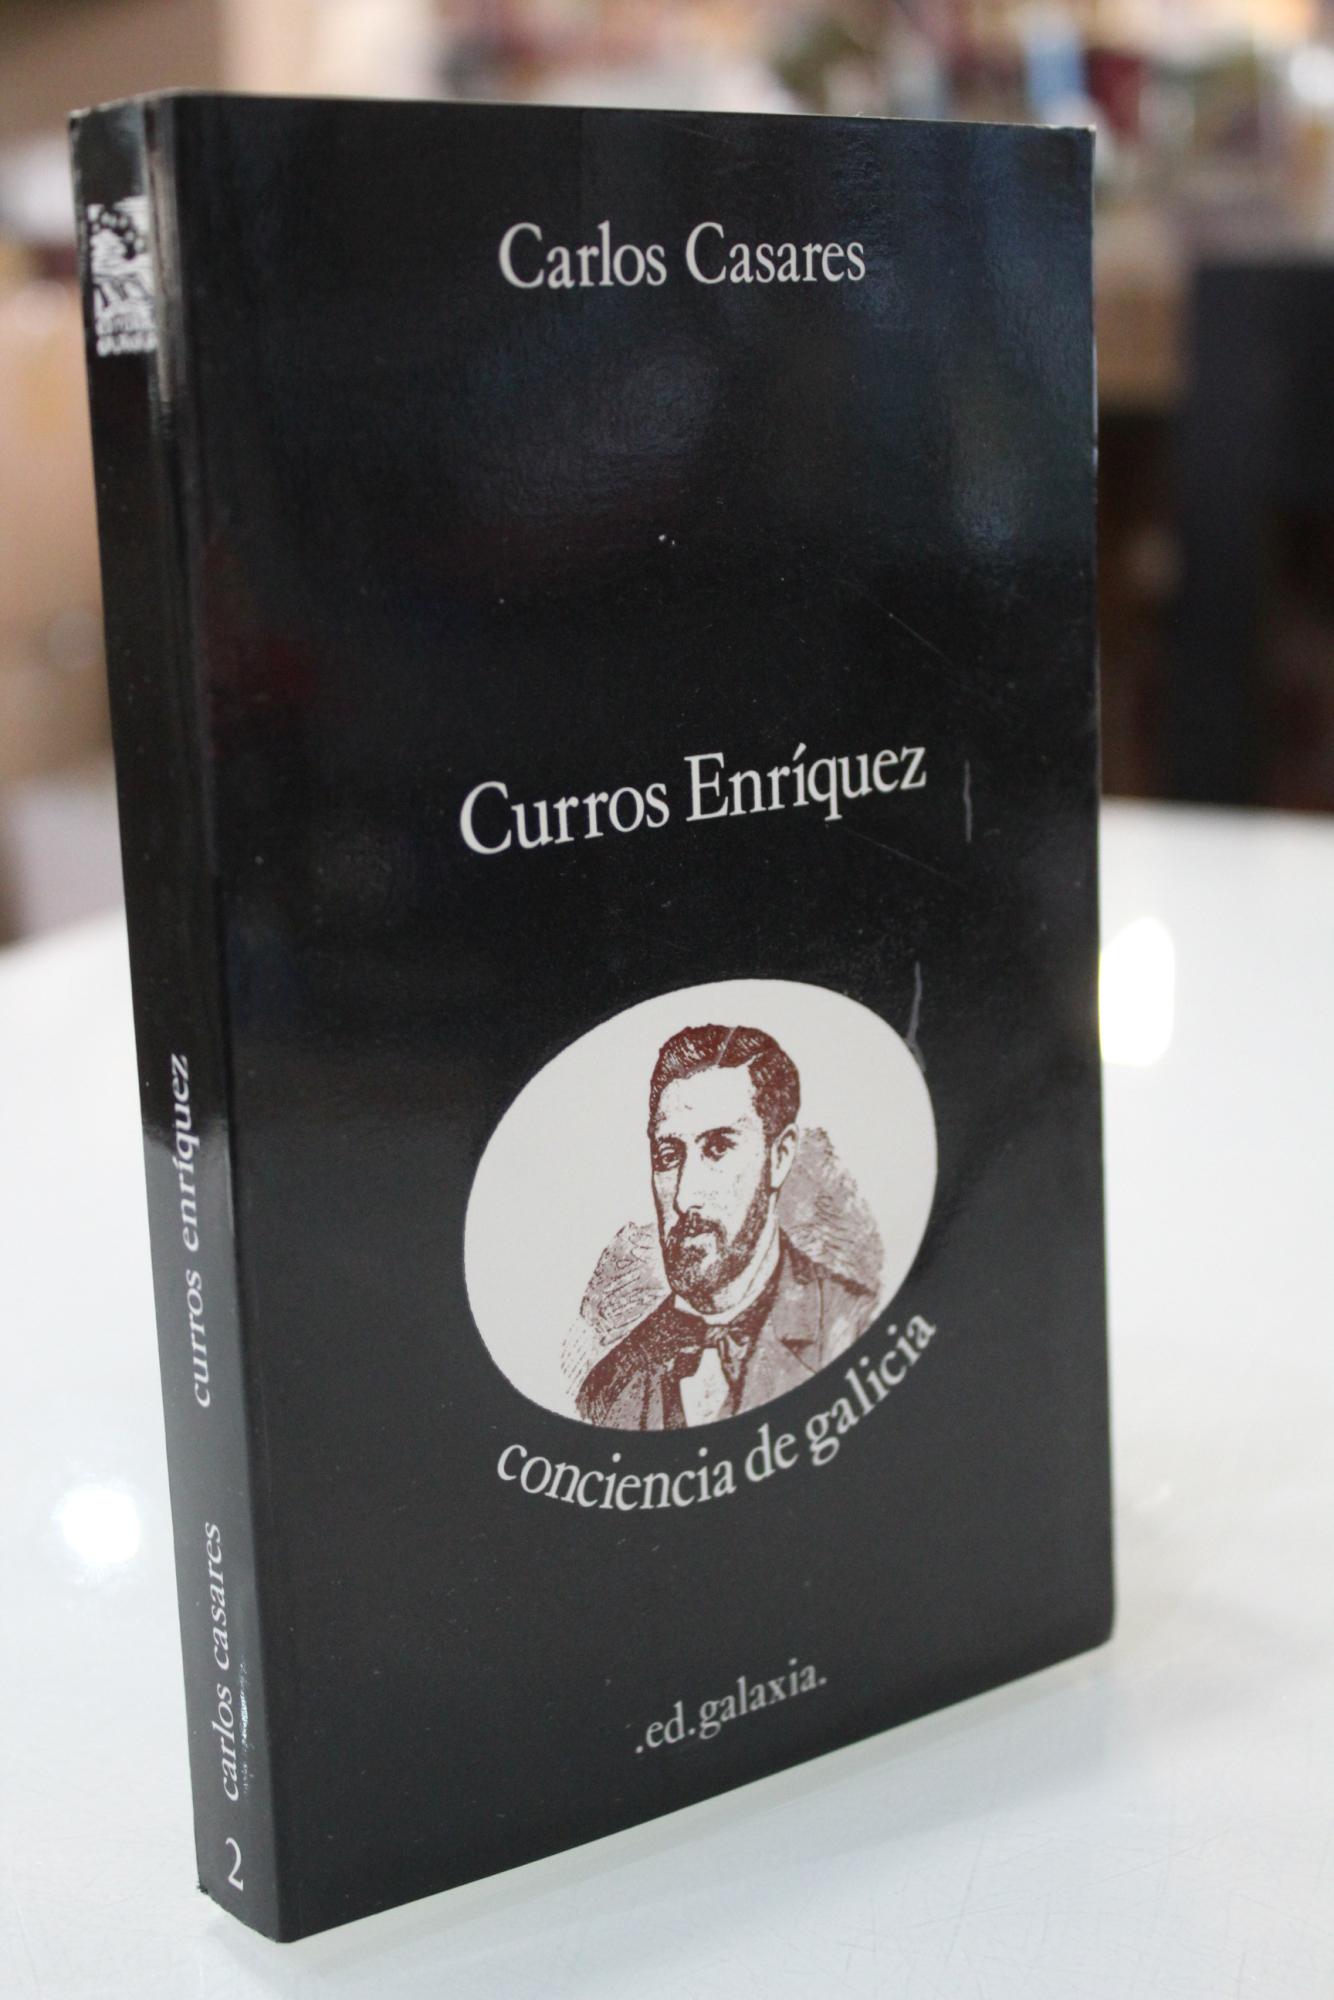 Carlos Casares
Curros Enríquez
conciencia de galicia
.ed.galaxia.
curros enríquez
carlos casares
2